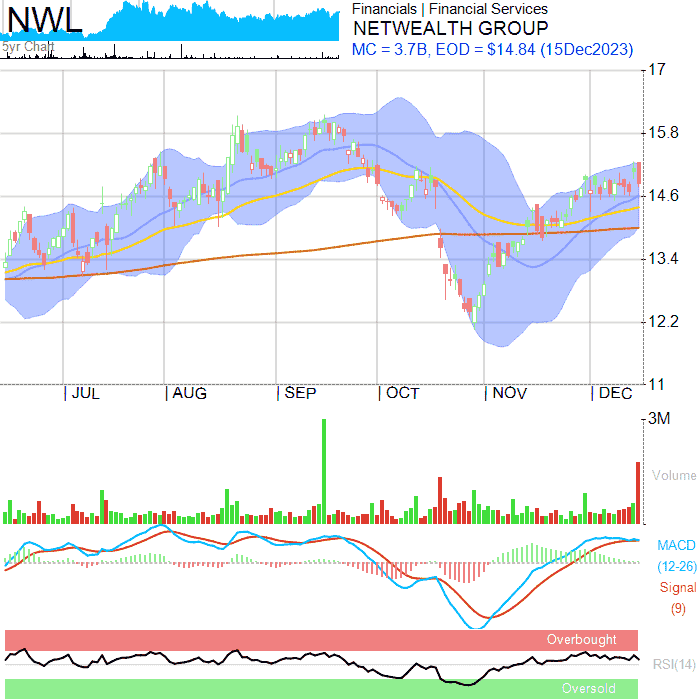 NWL
5yr Chart
Financials | Financial Services
NETWEALTH GROUP
MC = 3.7B, EOD = $14.84 (15Dec2023)
17
15.8
14.6
13.4
12.2
11
JUL
AUG
SEP
OCT
NOV
DEC
3M
Volume
MACD
(12-26)
Signal
(9)
Overbought
RSI(14)
Oversold